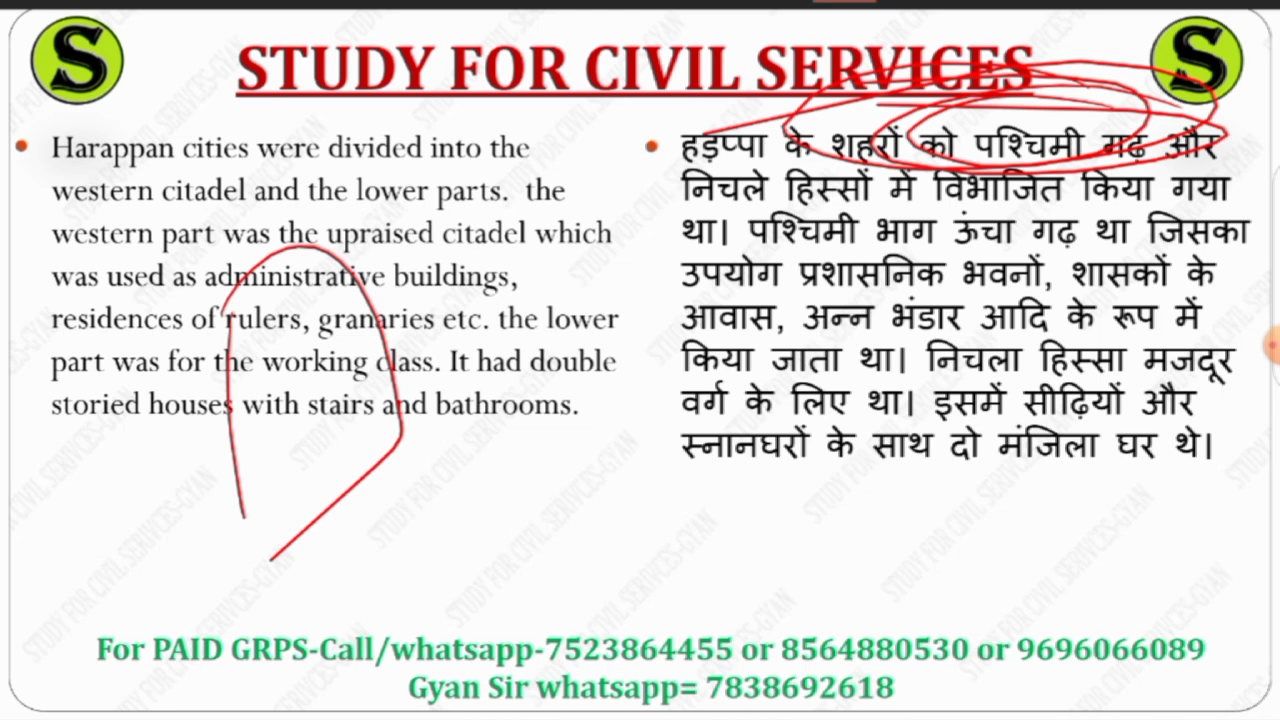 S
STUDY FOR CIVIL SERVICES
S
Harappan cities were divided into the
western citadel and the lower parts. the
western part was the upraised citadel which
was used as administrative buildings,
residences of rulers, granaries etc. the lower
part was for the working class. It had double
storied houses with stairs and bathrooms.
हड़प्पा के शहरों को पश्चिमी गढ़ और
निचले हिस्सों में विभाजित किया गया
था। पश्चिमी भाग ऊंचा गढ़ था जिसका
उपयोग प्रशासनिक भवनों, शासकों के
आवास, अन्न भंडार आदि के रूप में
किया जाता था। निचला हिस्सा मजदूर
वर्ग के लिए था। इसमें सीढ़ियों और
स्नानघरों के साथ दो मंजिला घर थे।
For PAID GRPS-Call/whatsapp-7523864455 or 8564880530 or 9696066089
Gyan Sir whatsapp= 7838692618